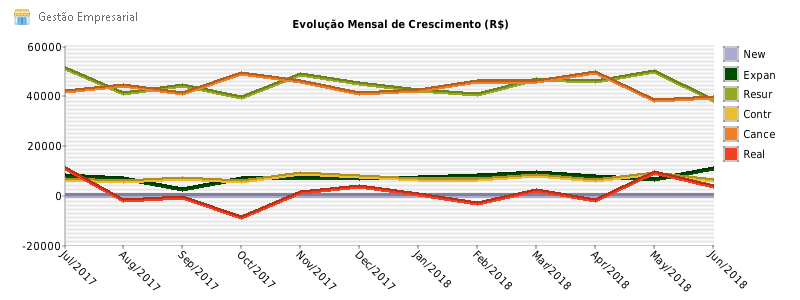 Gestão Empresarial
Evolução Mensal de Crescimento (R$)
60000
40000
20000
0
-20000
Jul/2017
Aug/2017
Sep/2017
Oct/2017
Nov/2017
Dec/2017
Jan/2018
Feb/2018
Mar/2018
Apr/2018
May/2018
Jun/2018
New
Expan
Resur
Contr
Cance
Real